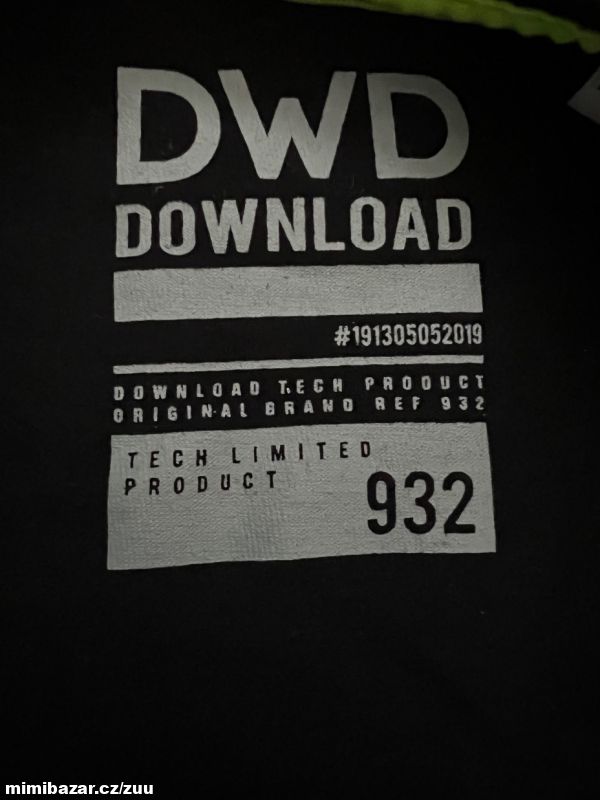 DWD
DOWNLOAD
#191305052019
DOWNLOAD TECH PRODUCT
ORIGINAL BRAND REF 932
TECH LIMITED
PRODUCT
932
mimibazar.cz/zuu